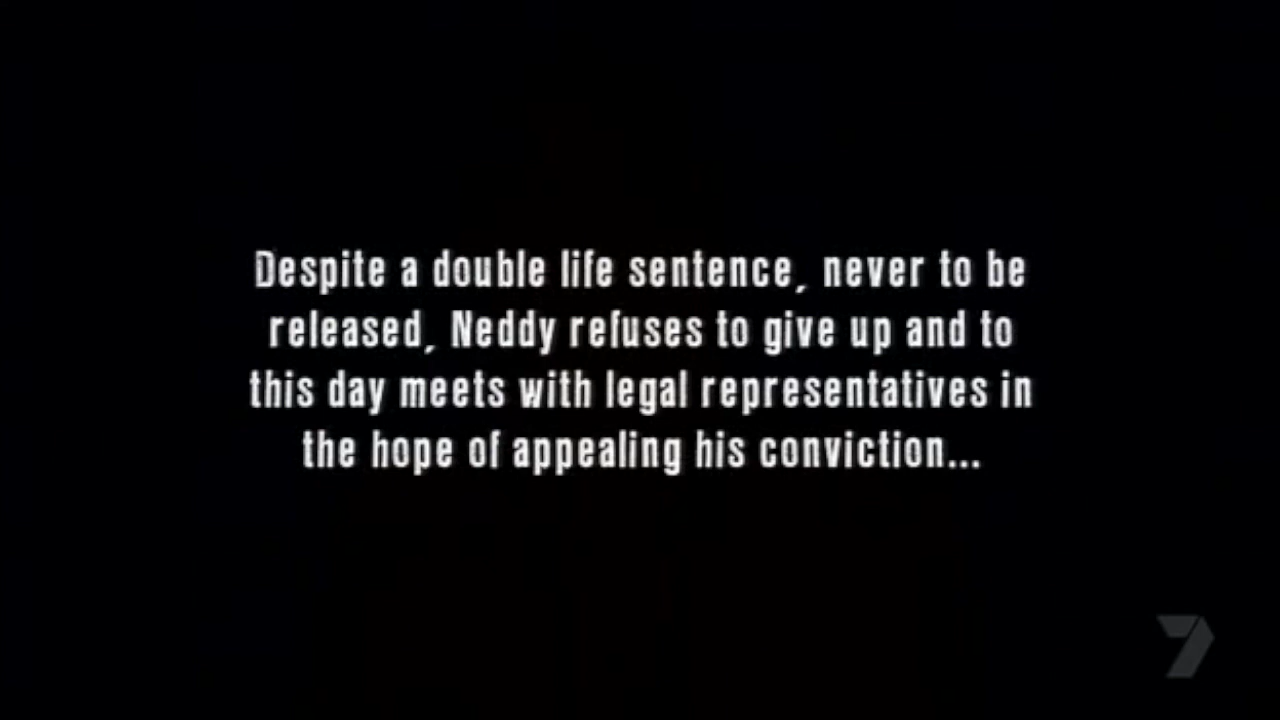 Despite a double life sentence, never to be
released, Neddy refuses to give up and to
this day meets with legal representatives in
the hope of appealing his conviction...
7